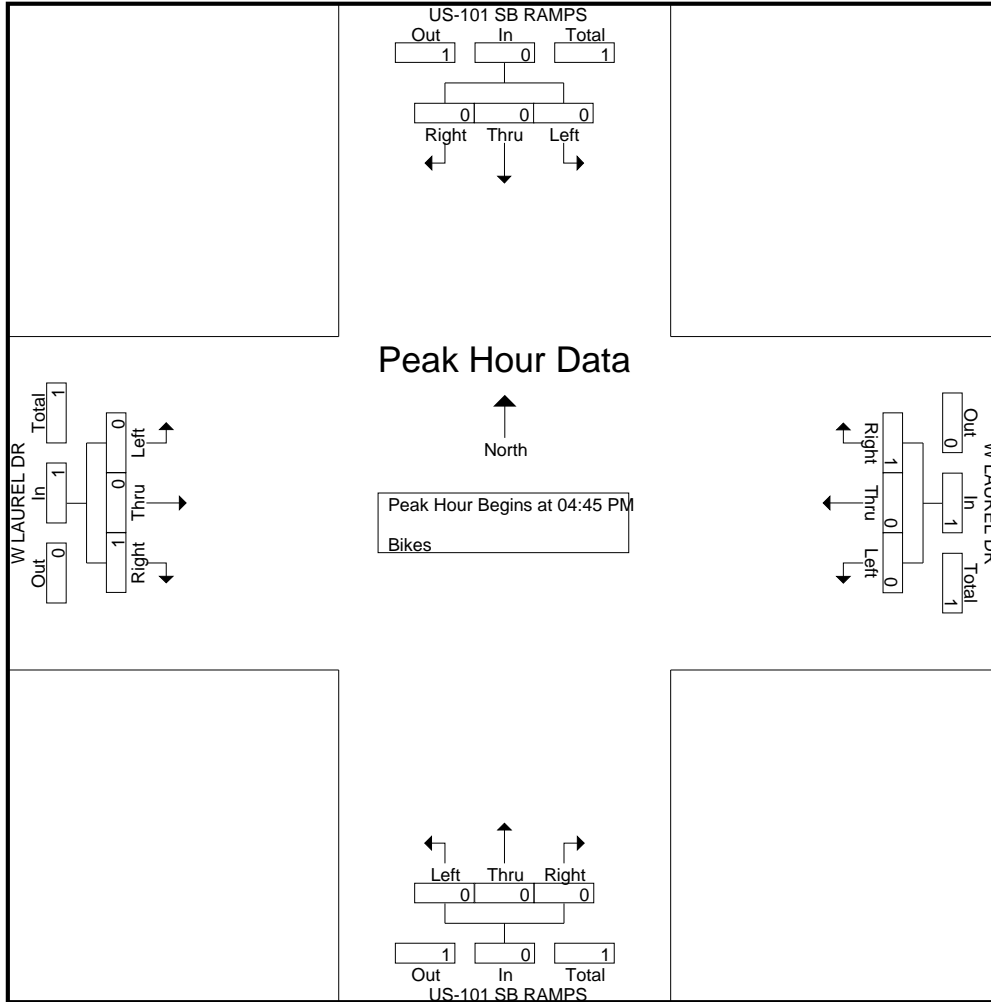 US-101 SB RAMPS
Out In Total
1 0 1
0 0 0
Right Thru Left
Peak Hour Data
North
Peak Hour Begins at 04:45 PM
Bikes
W LAUREL DR
Out In Total
0 1 1
Right Thru Left
1 0 0
W LAUREL DR
Out In Total
0 1 1
Left Thru Right
0 0 1
Left Thru Right
0 0 0
1 0 1
Out In Total
US-101 SB RAMPS